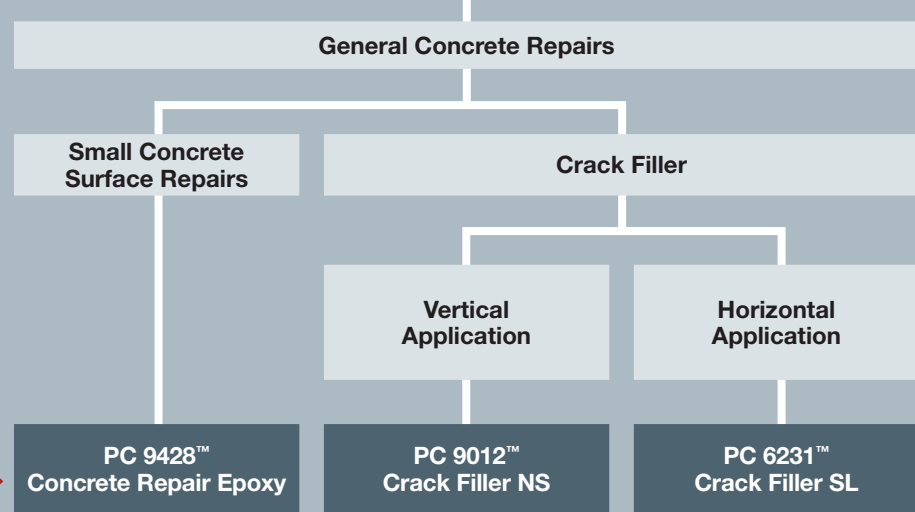 General Concrete Repairs
Small Concrete
Surface Repairs
Crack Filler
Vertical
Application
Horizontal
Application
PC 9428™
Concrete Repair Epoxy
PC 9012™
Crack Filler NS
PC 6231™
Crack Filler SL